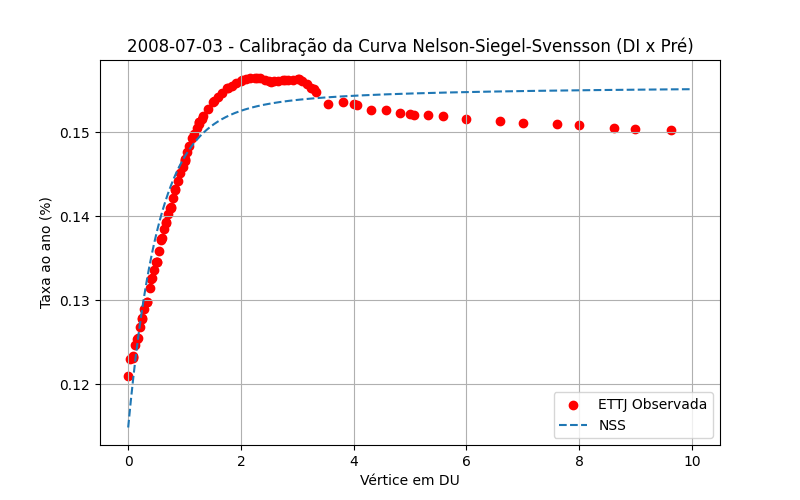 2008-07-03 - Calibração da Curva Nelson-Siegel-Svensson (DI x Pré)
Taxa ao ano (%)
0.15
0.14
0.13
0.12
ETTJ Observada
NSS
0 2 4 6 8 10
Vértice em DU